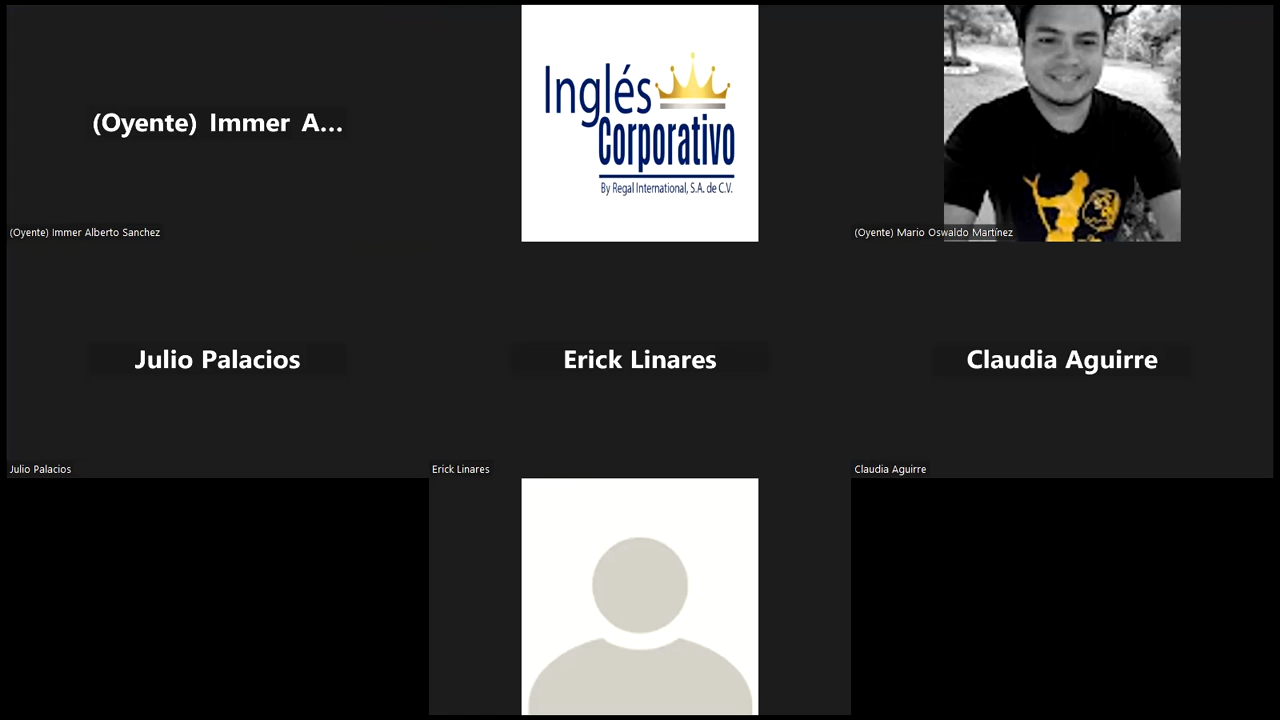 (Oyente) Immer A...
(Oyente) Immer Alberto Sanchez
Inglés
Corporativo
By Regal International, S.A. de C.V.
(Oyente) Mario Oswaldo Martínez
Julio Palacios
Julio Palacios
Erick Linares
Erick Linares
Claudia Aguirre
Claudia Aguirre